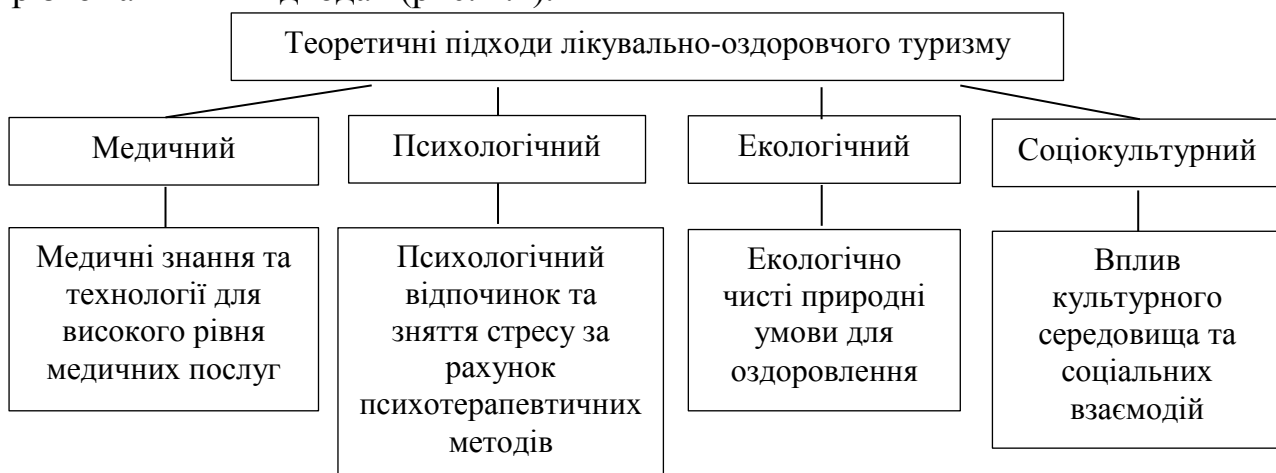 Теоретичні підходи лікувально-оздоровчого туризму
Медичний
Психологічний
Екологічний
Соціокультурний
Медичні знання та
технології для
високого рівня
медичних послуг
Психологічний
відпочинок та
зняття стресу за
рахунок
психотерапевтичних
методів
Екологічно
чисті природні
умови для
оздоровлення
Вплив
культурного
середовища та
соціальних
взаємодій